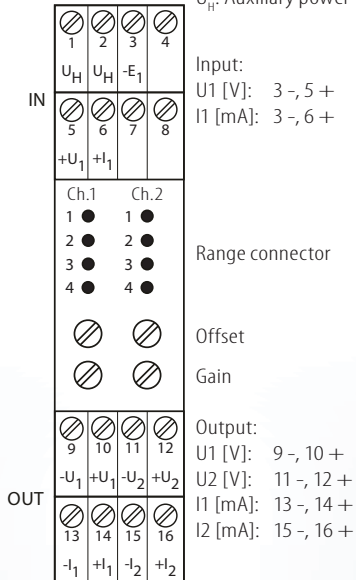 U_H: Auxiliary power
1 2 3 4
U_H U_H -E_1
Input:
U1 [V]: 3 -, 5 +
IN
I1 [mA]: 3 -, 6 +
5 6 7 8
+U_1 +I_1
Ch.1 Ch.2
1 1
2 2
Range connector
3 3
4 4
Offset
Gain
Output:
9 10 11 12
U1 [V]: 9 -, 10 +
-U_1 +U_1 -U_2 +U_2
U2 [V]: 11 -, 12 +
OUT
I1 [mA]: 13 -, 14 +
I2 [mA]: 15 -, 16 +
13 14 15 16
-I_1 +I_1 -I_2 +I_2